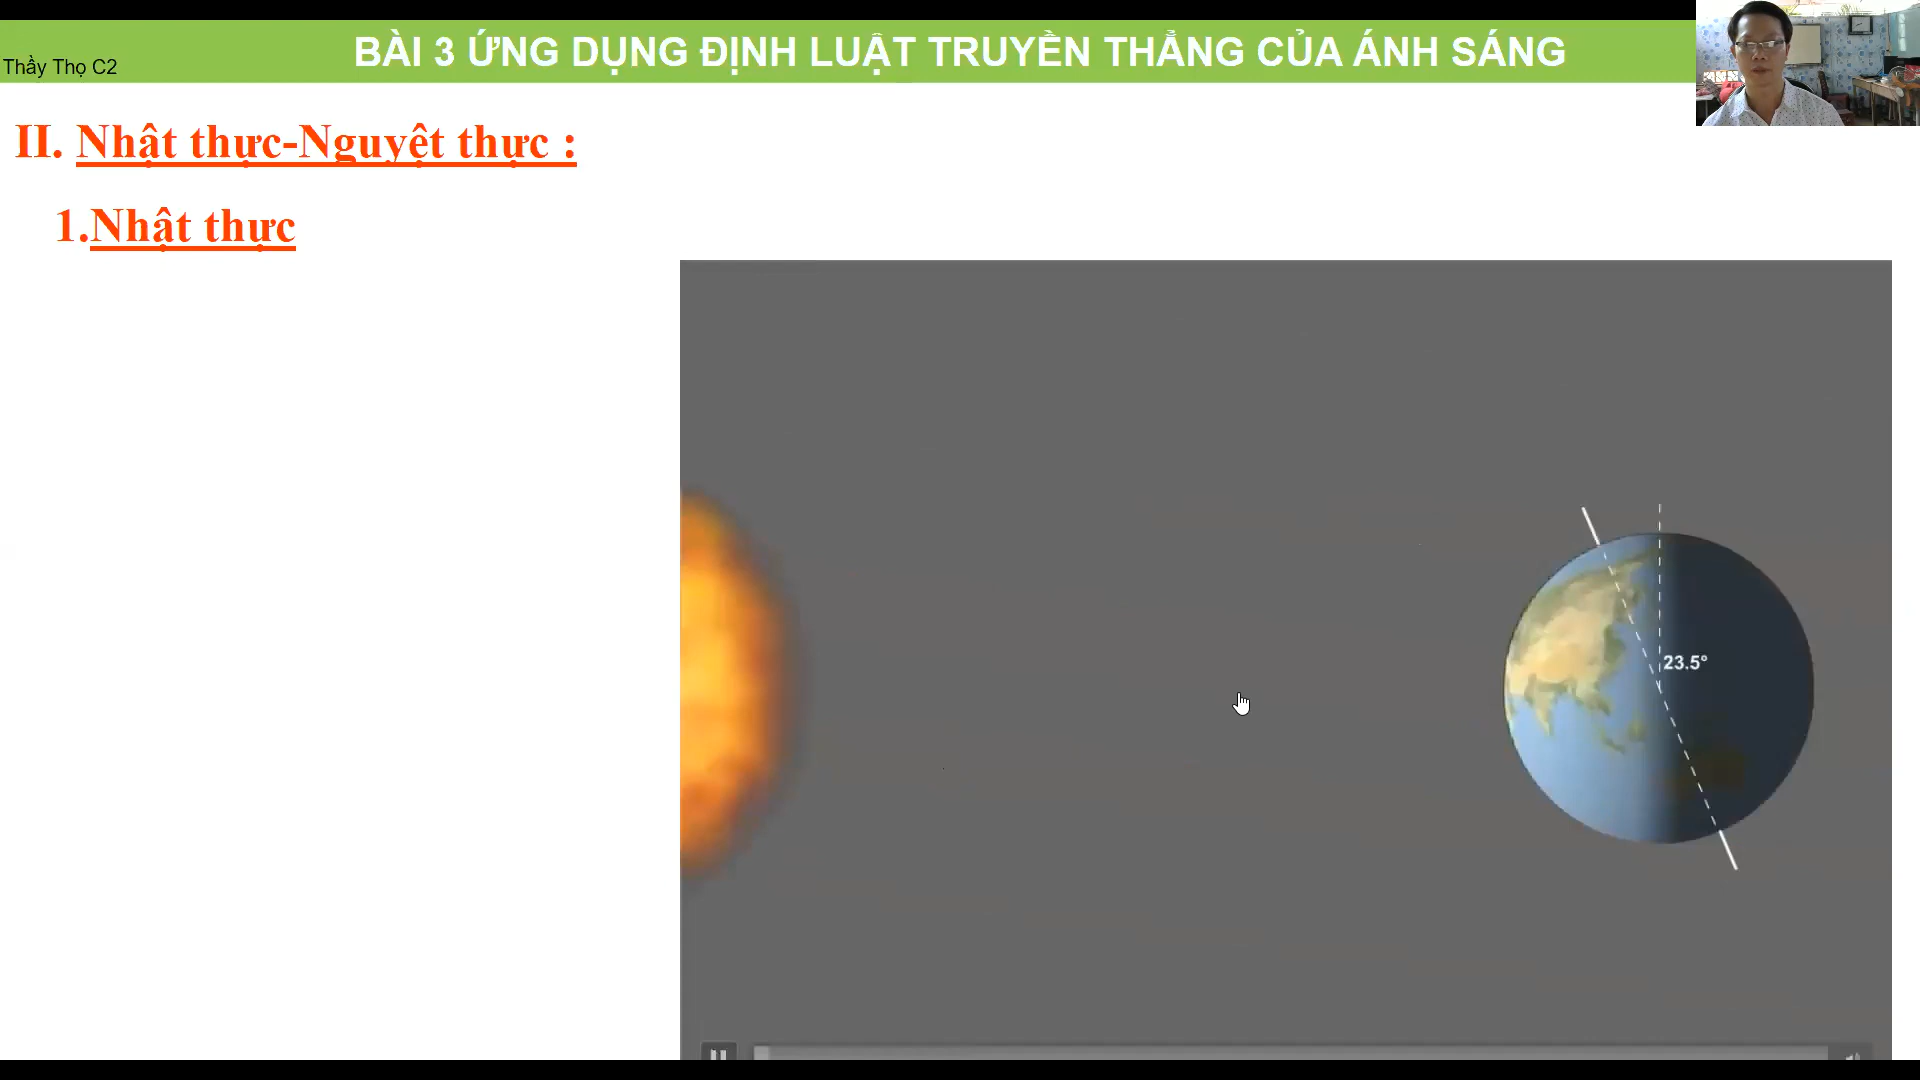 BÀI 3 ỨNG DỤNG ĐỊNH LUẬT TRUYỀN THẲNG CỦA ÁNH SÁNG
Thầy Thọ C2
II. Nhật thực-Nguyệt thực :
1.Nhật thực
23.5°